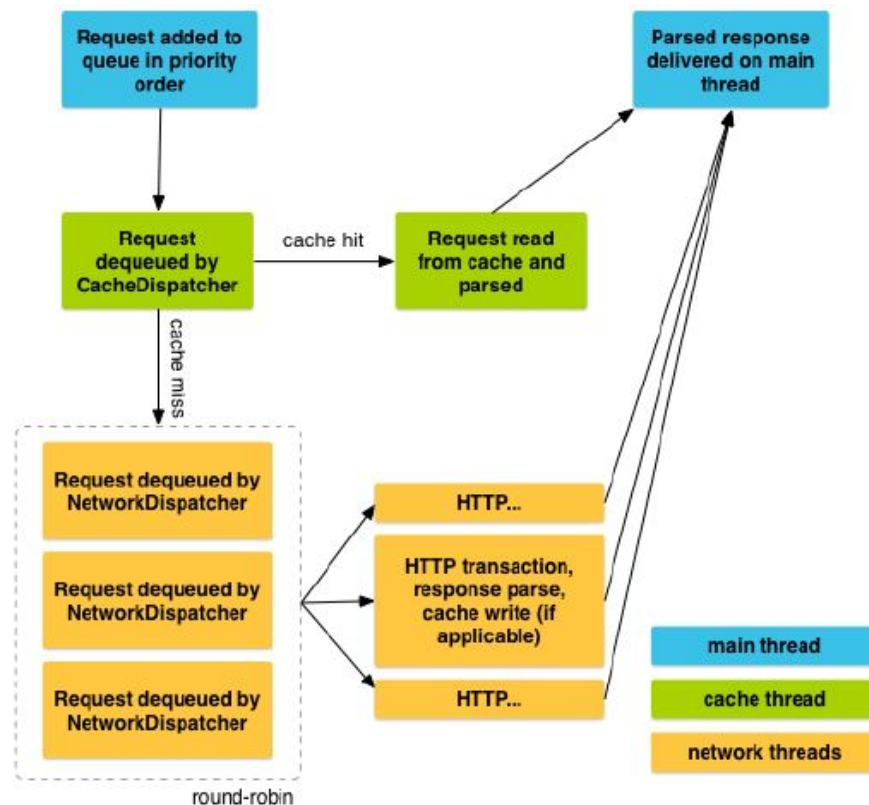 Request added to
queue in priority
order
Parsed response
delivered on main
thread
Request
dequeued by
CacheDispatcher
cache hit
Request read
from cache and
parsed
cache miss
Request dequeued by
NetworkDispatcher
Request dequeued by
NetworkDispatcher
Request dequeued by
NetworkDispatcher
round-robin
HTTP...
HTTP transaction,
response parse,
cache write (if
applicable)
HTTP...
main thread
cache thread
network threads